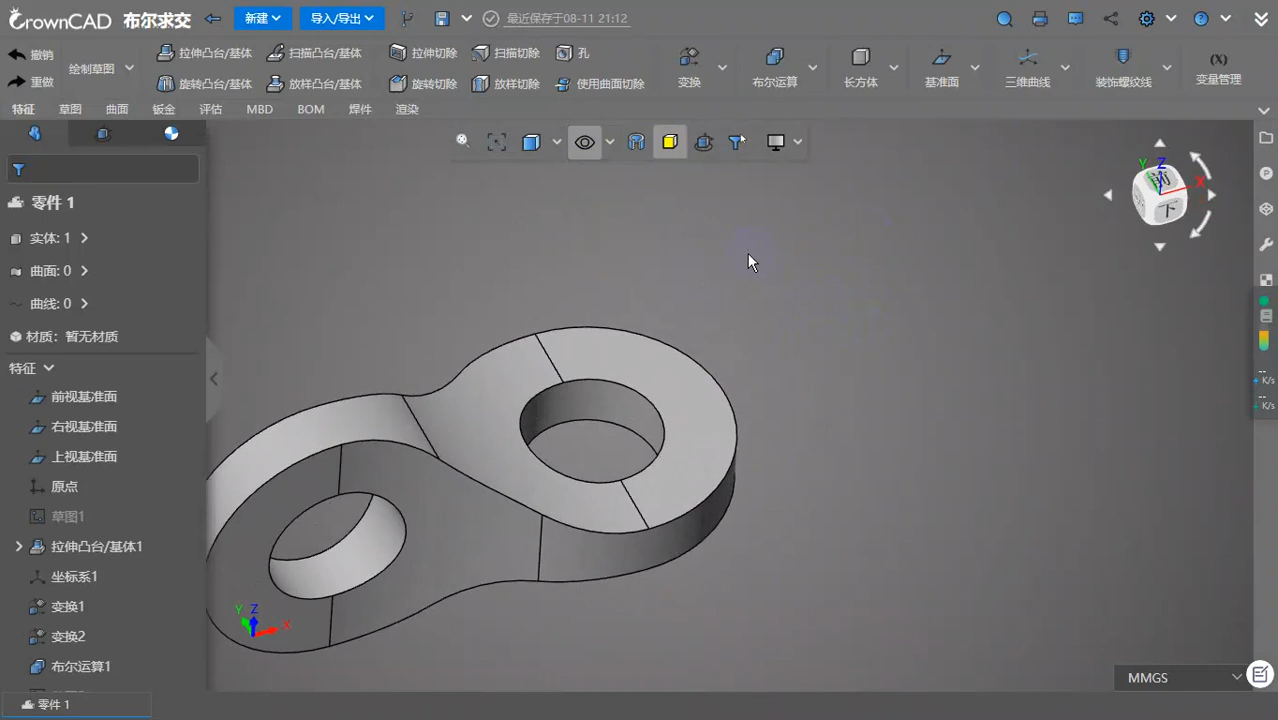 CrownCAD 布尔求交 新建 导入/导出 最近保存于08-11 21:12
撤销
重做
绘制草图
拉伸凸台/基体 扫描凸台/基体 拉伸切除 扫描切除 孔
旋转凸台/基体 放样凸台/基体 旋转切除 放样切除 使用曲面切除
变换 布尔运算 长方体 基准面 三维曲线 装饰螺纹线 (X) 变量管理
特征 草图 曲面 钣金 评估 MBD BOM 焊件 渲染
零件 1
实体: 1
曲面: 0
曲线: 0
材质: 暂无材质
特征
前视基准面
右视基准面
上视基准面
原点
草图1
拉伸凸台/基体1
坐标系1
变换1
变换2
布尔运算1
Y Z X
Y Z X
前
下
-- K/s
-- K/s
MMGS
零件 1